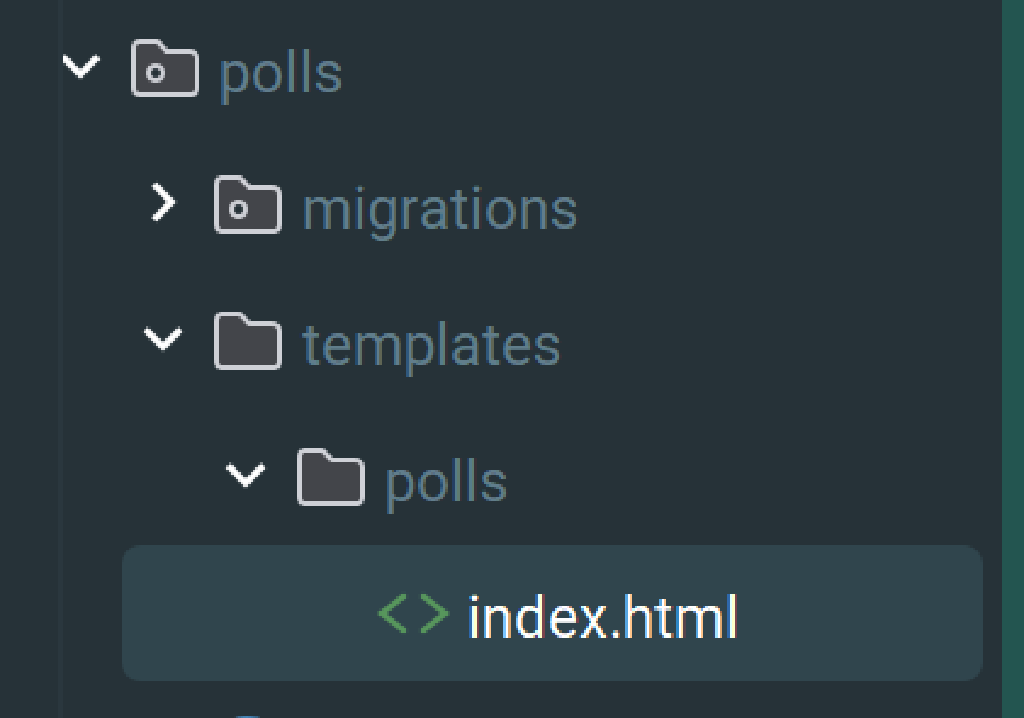 polls
migrations
templates
polls
index.html